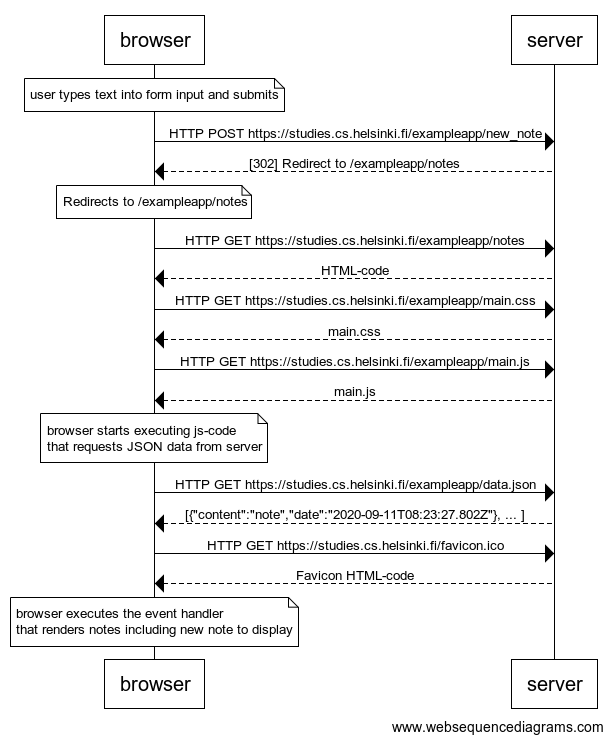 browser
server
user types text into form input and submits
HTTP POST https://studies.cs.helsinki.fi/exampleapp/new_note
[302] Redirect to /exampleapp/notes
Redirects to /exampleapp/notes
HTTP GET https://studies.cs.helsinki.fi/exampleapp/notes
HTML-code
HTTP GET https://studies.cs.helsinki.fi/exampleapp/main.css
main.css
HTTP GET https://studies.cs.helsinki.fi/exampleapp/main.js
main.js
browser starts executing js-code
that requests JSON data from server
HTTP GET https://studies.cs.helsinki.fi/exampleapp/data.json
[{"content":"note","date":"2020-09-11T08:23:27.802Z"}, ... ]
HTTP GET https://studies.cs.helsinki.fi/favicon.ico
Favicon HTML-code
browser executes the event handler
that renders notes including new note to display
browser
server
www.websequencediagrams.com